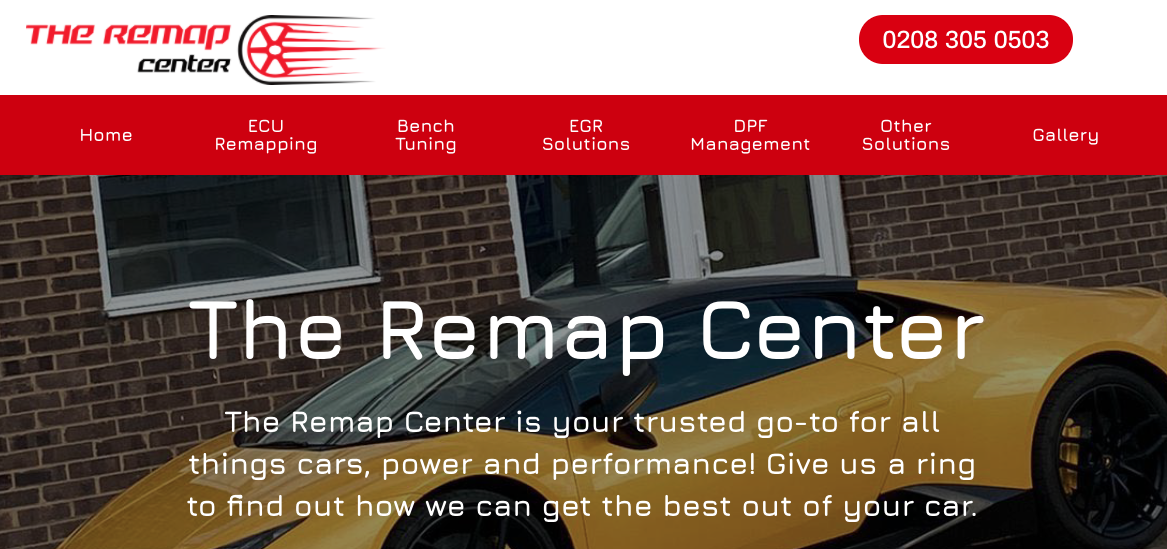 THE REMAP
center
0208 305 0503
Home
ECU
Remapping
Bench
Tuning
EGR
Solutions
DPF
Management
Other
Solutions
Gallery
The Remap Center
The Remap Center is your trusted go-to for all
things cars, power and performance! Give us a ring
to find out how we can get the best out of your car.